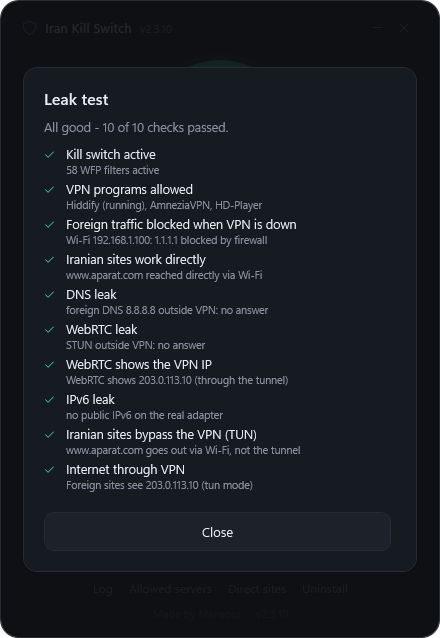 Iran Kill Switch v2.3.10
Leak test
All good - 10 of 10 checks passed.
Kill switch active
58 WFP filters active
VPN programs allowed
Hiddify (running), AmneziaVPN, HD-Player
Foreign traffic blocked when VPN is down
Wi-Fi 192.168.1.100: 1.1.1.1 blocked by firewall
Iranian sites work directly
www.aparat.com reached directly via Wi-Fi
DNS leak
foreign DNS 8.8.8.8 outside VPN: no answer
WebRTC leak
STUN outside VPN: no answer
WebRTC shows the VPN IP
WebRTC shows 203.0.113.10 (through the tunnel)
IPv6 leak
no public IPv6 on the real adapter
Iranian sites bypass the VPN (TUN)
www.aparat.com goes out via Wi-Fi, not the tunnel
Internet through VPN
Foreign sites see 203.0.113.10 (tun mode)
Close
Log Allowed servers Direct sites Uninstall